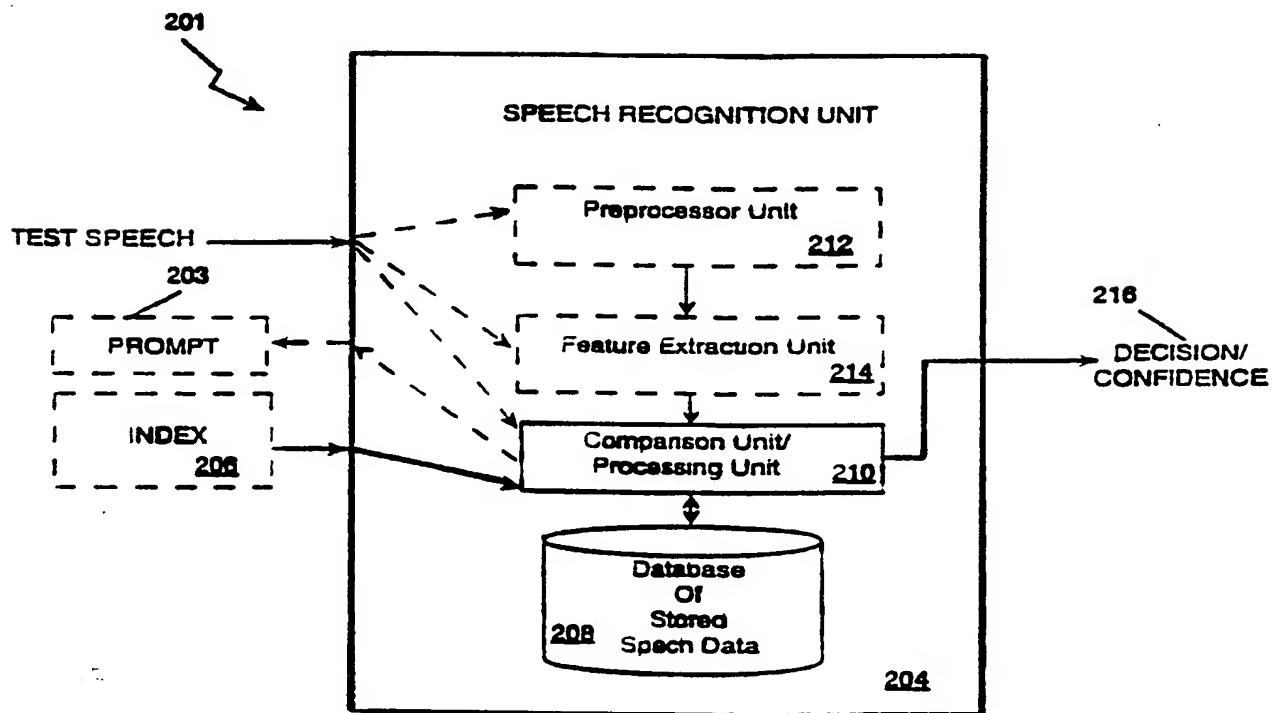 201
SPEECH RECOGNITION UNIT
Preprocessor Unit
212
TEST SPEECH
203
PROMPT
Feature Extraction Unit
214
216
DECISION/
CONFIDENCE
INDEX
206
Comparison Unit/
Processing Unit
210
Database
Of
Stored
Spech Data
208
204